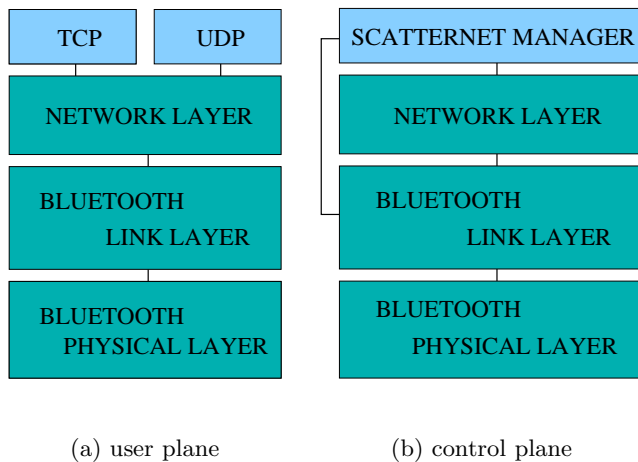 TCP
UDP
NETWORK LAYER
BLUETOOTH
LINK LAYER
BLUETOOTH
PHYSICAL LAYER
(a) user plane
SCATTERNET MANAGER
NETWORK LAYER
BLUETOOTH
LINK LAYER
BLUETOOTH
PHYSICAL LAYER
(b) control plane